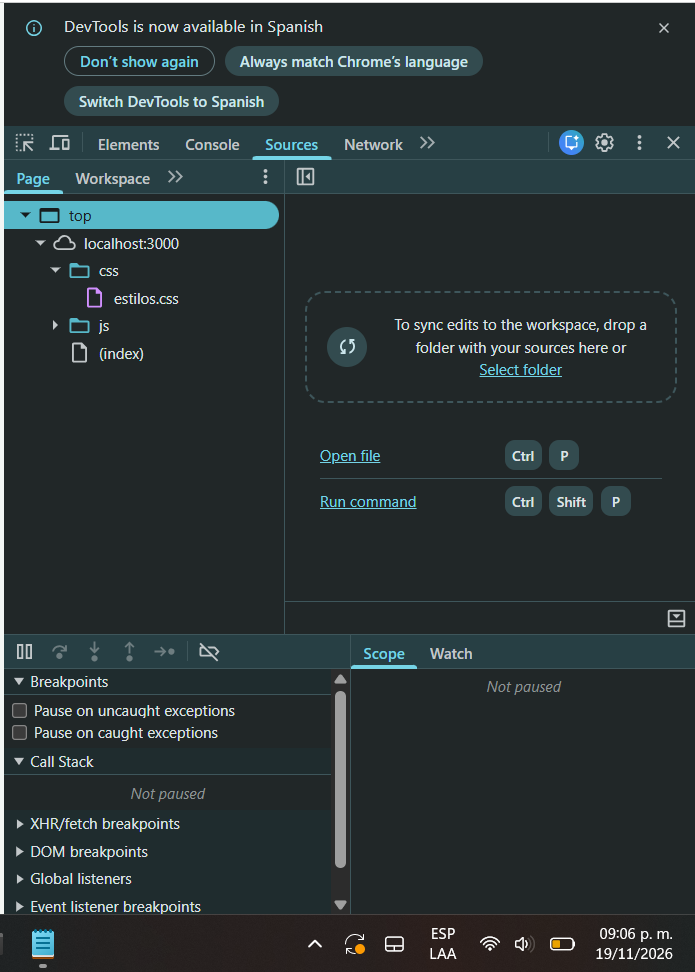 DevTools is now available in Spanish
Don't show again
Always match Chrome's language
Switch DevTools to Spanish
Elements
Console
Sources
Network
Page
Workspace
top
localhost:3000
css
estilos.css
js
(index)
To sync edits to the workspace, drop a
folder with your sources here or
Select folder
Open file
Ctrl
P
Run command
Ctrl
Shift
P
Scope
Watch
Breakpoints
Not paused
Pause on uncaught exceptions
Pause on caught exceptions
Call Stack
Not paused
XHR/fetch breakpoints
DOM breakpoints
Global listeners
Event listener breakpoints
ESP
LAA
09:06 p. m.
19/11/2026